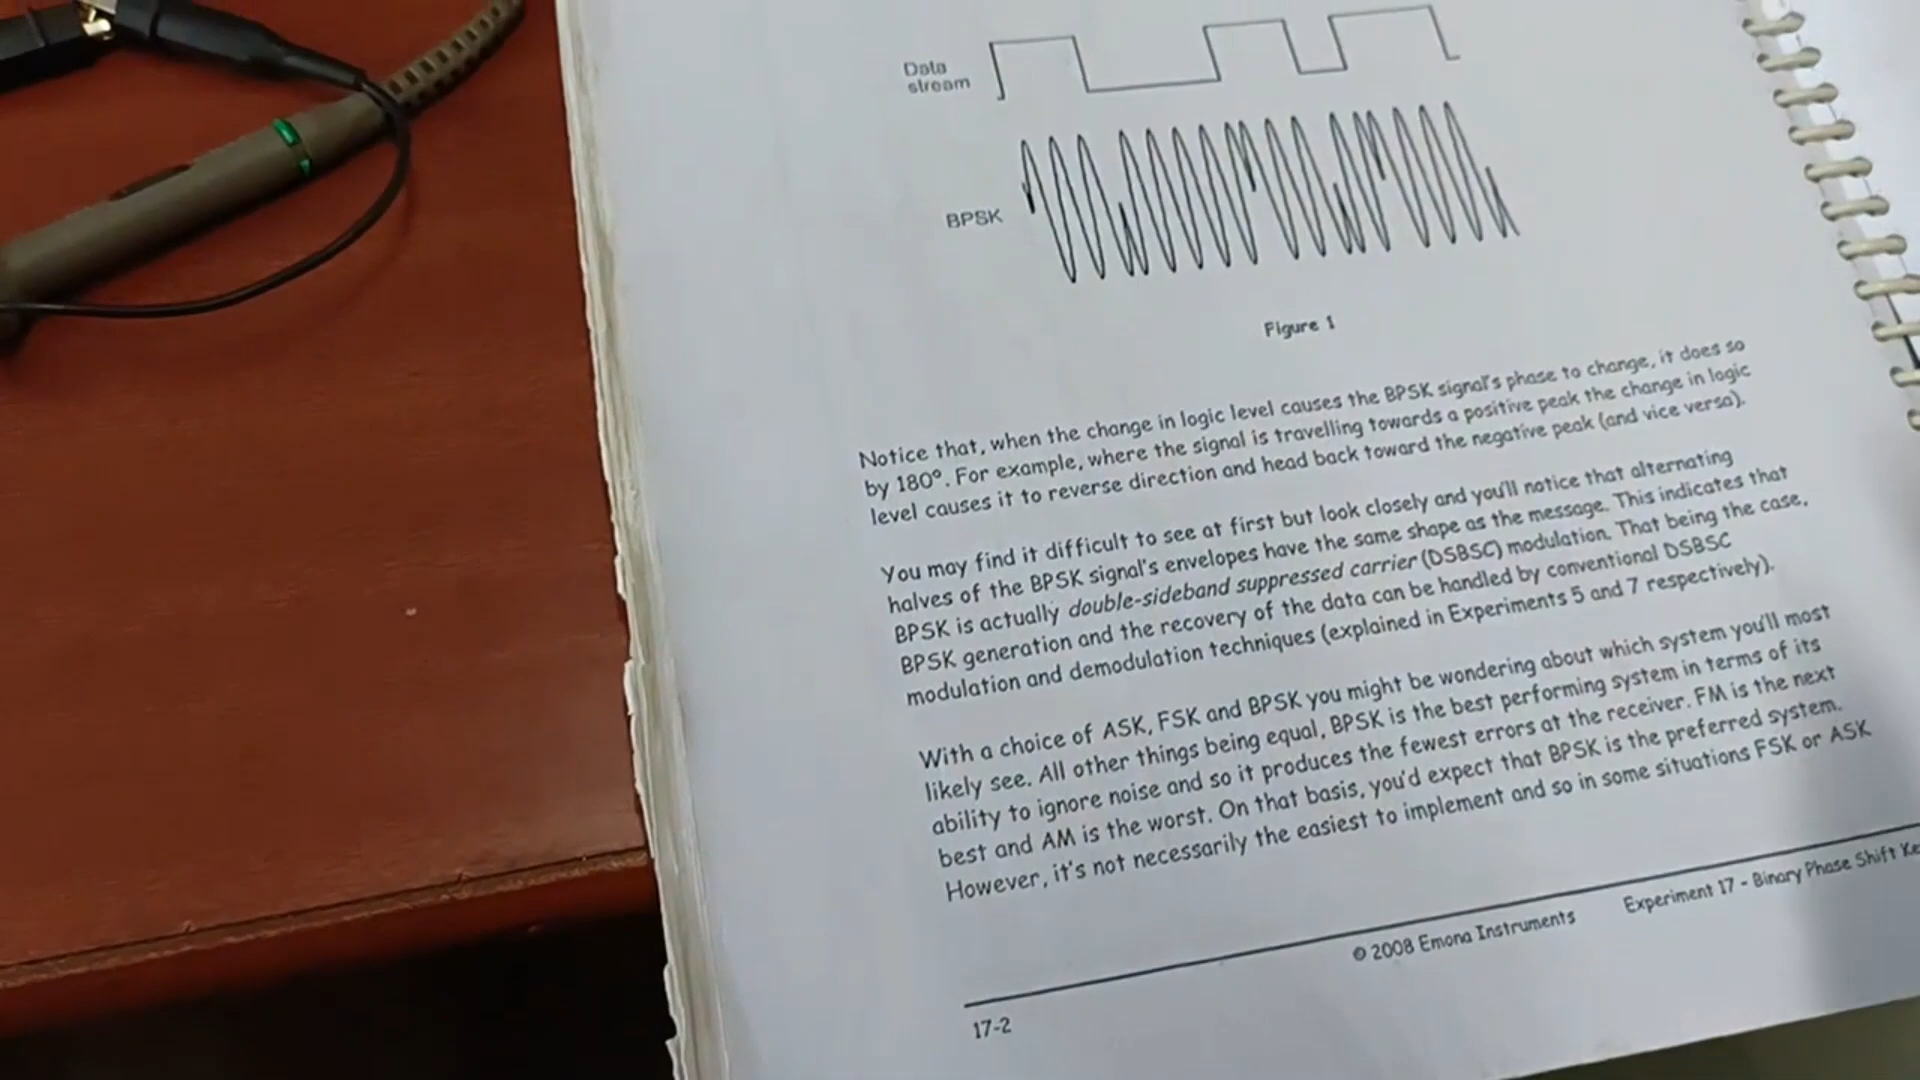 Data
stream
BPSK
Figure 1
Notice that, when the change in logic level causes the BPSK signal's phase to change, it does so
by 180°. For example, where the signal is travelling towards a positive peak the change in logic
level causes it to reverse direction and head back toward the negative peak (and vice versa).
You may find it difficult to see at first but look closely and you'll notice that alternating
halves of the BPSK signal's envelopes have the same shape as the message. This indicates that
BPSK is actually double-sideband suppressed carrier (DSBSC) modulation. That being the case,
BPSK generation and the recovery of the data can be handled by conventional DSBSC
modulation and demodulation techniques (explained in Experiments 5 and 7 respectively).
With a choice of ASK, FSK and BPSK you might be wondering about which system you'll most
likely see. All other things being equal, BPSK is the best performing system in terms of its
ability to ignore noise and so it produces the fewest errors at the receiver. FM is the next
best and AM is the worst. On that basis, you'd expect that BPSK is the preferred system.
However, it's not necessarily the easiest to implement and so in some situations FSK or ASK
© 2008 Emona Instruments Experiment 17 - Binary Phase Shift Ke
17-2